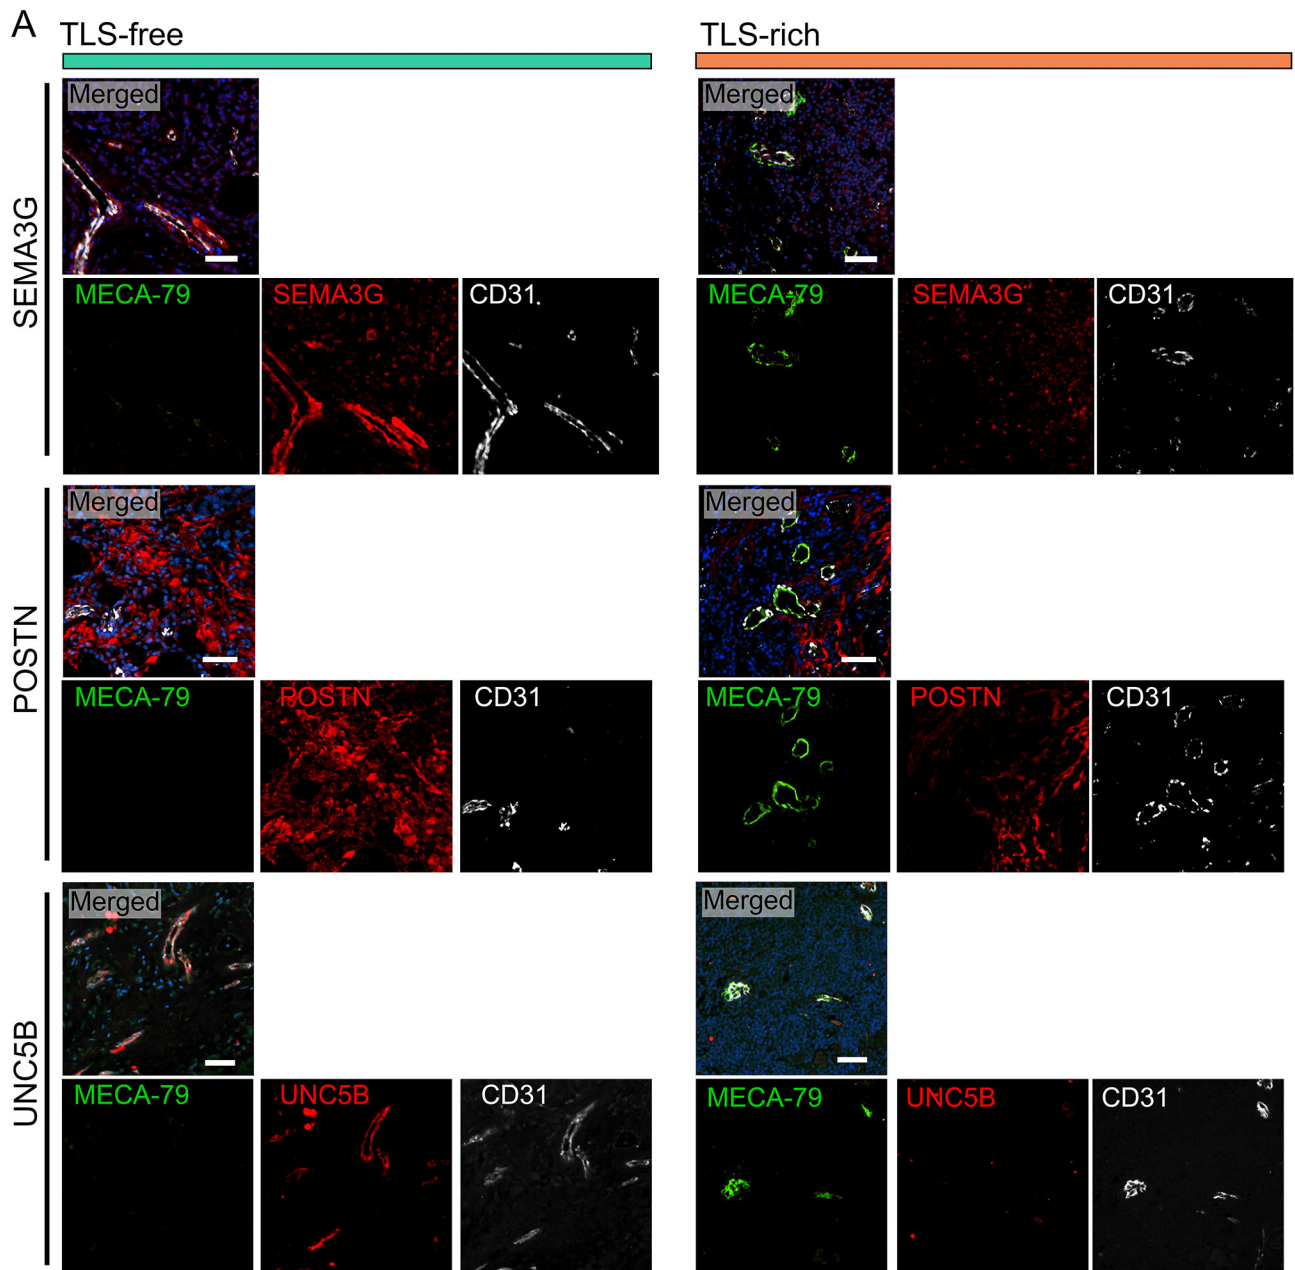 A
TLS-free
TLS-rich
SEMA3G
Merged
Merged
MECA-79
SEMA3G
CD31
MECA-79
SEMA3G
CD31
POSTN
Merged
Merged
MECA-79
POSTN
CD31
MECA-79
POSTN
CD31
UNC5B
Merged
Merged
MECA-79
UNC5B
CD31
MECA-79
UNC5B
CD31